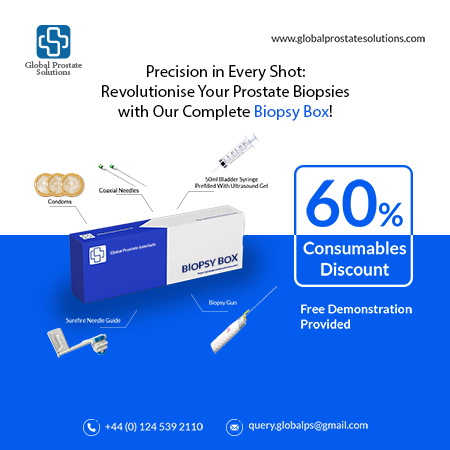 www.globalprostatesolutions.com
Global Prostate
Solutions
Precision in Every Shot:
Revolutionise Your Prostate Biopsies
with Our Complete Biopsy Box!
50ml Bladder Syringe
Prefilled With Ultrasound Gel
Coaxial Needles
Condoms
60%
Consumables
Discount
Global Prostate Solutions
BIOPSY BOX
Free Demonstration
Provided
Biopsy Gun
Surefire Needle Guide
+44 (0) 124 539 2110
query.globalps@gmail.com